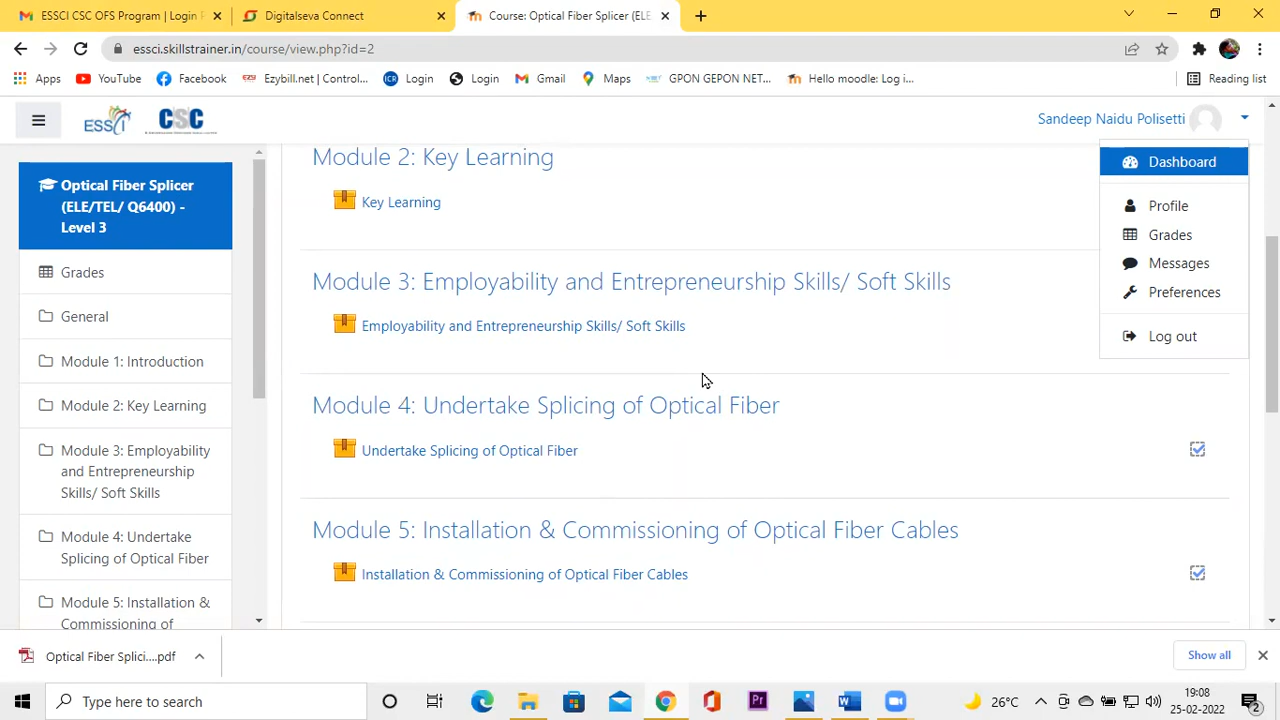 ESSCI CSC OFS Program | Login P
Digitalseva Connect
Course: Optical Fiber Splicer (ELE
essci.skillstrainer.in/course/view.php?id=2
Apps
YouTube
Facebook
Ezybill.net | Control...
ICR
Login
Login
Gmail
Maps
GPON GEPON NET...
Hello moodle: Log i...
Reading list
ESSCI
CSC
Sandeep Naidu Polisetti
Optical Fiber Splicer
(ELE/TEL/ Q6400) -
Level 3
Grades
General
Module 1: Introduction
Module 2: Key Learning
Module 3: Employability
and Entrepreneurship
Skills/ Soft Skills
Module 4: Undertake
Splicing of Optical Fiber
Module 5: Installation &
Commissioning of
Module 2: Key Learning
Key Learning
Module 3: Employability and Entrepreneurship Skills/ Soft Skills
Employability and Entrepreneurship Skills/ Soft Skills
Module 4: Undertake Splicing of Optical Fiber
Undertake Splicing of Optical Fiber
Module 5: Installation & Commissioning of Optical Fiber Cables
Installation & Commissioning of Optical Fiber Cables
Dashboard
Profile
Grades
Messages
Preferences
Log out
Optical Fiber Splici....pdf
Show all
Type here to search
Pr
26°C
19:08
25-02-2022
2